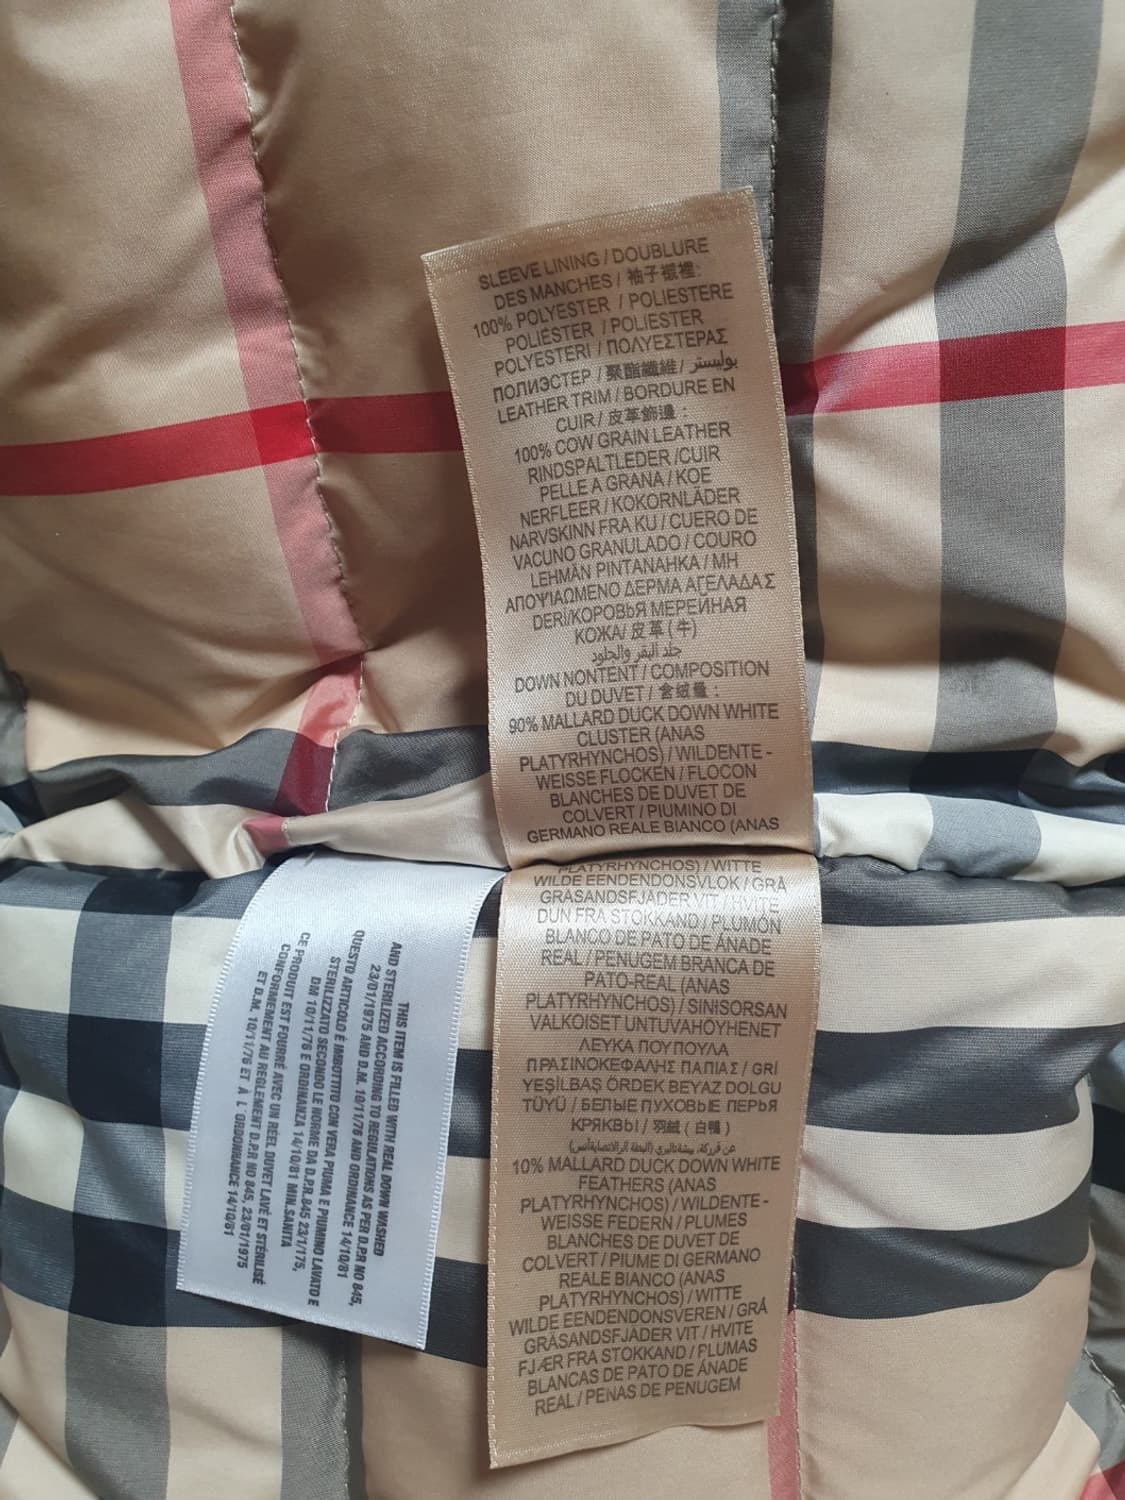 SLEEVE LINING / DOUBLURE
DES MANCHES / 袖子襯裡:
100% POLYESTER / POLIESTERE
POLIÉSTER / POLIESTER
POLYESTERI / ΠΟΛΥΕΣΤΕΡΑΣ
ПОЛИЭСТЕР / 聚酯纖維 / بوليستر
LEATHER TRIM / BORDURE EN
CUIR / 皮革飾邊 :
100% COW GRAIN LEATHER
RINDSPALTLEDER /CUIR
PELLE A GRANA / KOE
NERFLEER / KOKORNLÄDER
NARVSKINN FRA KU / CUERO DE
VACUNO GRANULADO / COURO
LEHMÄN PINTANAHKA / MH
ΑΠΟΨΙΛΩΜΕΝΟ ΔΕΡΜΑ ΑΓΕΛΑΔΑΣ
DERİ/КОРОВЬЯ МЕРЕЙНАЯ
КОЖА/ 皮革 (牛)
جلد البقر والجلود
DOWN NONTENT / COMPOSITION
DU DUVET / 含絨量 :
90% MALLARD DUCK DOWN WHITE
CLUSTER (ANAS
PLATYRHYNCHOS) / WILDENTE -
WEISSE FLOCKEN / FLOCON
BLANCHES DE DUVET DE
COLVERT / PIUMINO DI
GERMANO REALE BIANCO (ANAS
PLATYRHYNCHOS) / WITTE
WILDE EENDENDONSVLOK / GRÅ
GRÄSANDSFJÄDER VIT / HVITE
DUN FRA STOKKAND / PLUMÓN
BLANCO DE PATO DE ÁNADE
REAL / PENUGEM BRANCA DE
PATO-REAL (ANAS
PLATYRHYNCHOS) / SINISORSAN
VALKOISET UNTUVAHÖYHENET
ΛΕΥΚΑ ΠΟΥΠΟΥΛΑ
ΠΡΑΣΙΝΟΚΕΦΑΛΗΣ ΠΑΠΙΑΣ / GRİ
YEŞİLBAŞ ÖRDEK BEYAZ DOLGU
TÜYÜ / БЕЛЫЕ ПУХОВЫЕ ПЕРЬЯ
КРЯКВЫ / 羽絨 ( 白鴨 )
10% MALLARD DUCK DOWN WHITE
FEATHERS (ANAS
PLATYRHYNCHOS) / WILDENTE -
WEISSE FEDERN / PLUMES
BLANCHES DE DUVET DE
COLVERT / PIUME DI GERMANO
REALE BIANCO (ANAS
PLATYRHYNCHOS) / WITTE
WILDE EENDENDONSVEREN / GRÅ
GRÄSANDSFJÄDER VIT / HVITE
FJÆR FRA STOKKAND / FLUMAS
BLANCAS DE PATO DE ÁNADE
REAL / PENAS DE PENUGEM
THIS ITEM IS FILLED WITH REAL DOWN WASHED
AND STERILIZED ACCORDING TO REGULATIONS AS PER D.P.R NO 845,
23/01/1975 AND D.M. 10/11/76 AND ORDINANCE 14/10/81
QUESTO ARTICOLO È IMBOTTITO CON VERA PIUMA E PIUMINO LAVATO E
STERILIZZATO SECONDO LE NORME DA D.P.R.845 23/1/175,
DM 10/11/76 E ORDINANZA 14/10/81 MIN.SANITA
CE PRODUIT EST FOURRÉ AVEC UN RÉEL DUVET LAVÉ ET STÉRILISÉ
CONFORMEMENT AU REGLEMENT D.P.R NO 845, 23/01/1975
ET D.M. 10/11/76 ET À L'ORDONNANCE 14/10/81